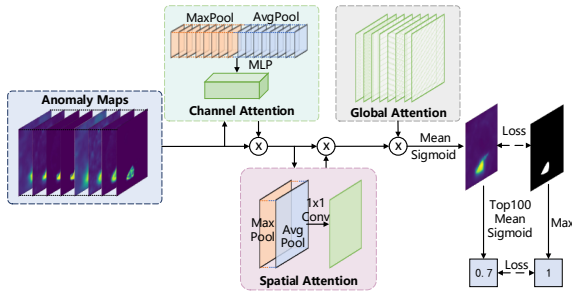 MaxPool
AvgPool
MLP
Channel Attention
Global Attention
Anomaly Maps
X
X
X
Mean
Sigmoid
Loss
Max
Pool
Avg
Pool
1x1
Conv
Spatial Attention
Top100
Mean
Sigmoid
Max
0.7
Loss
1